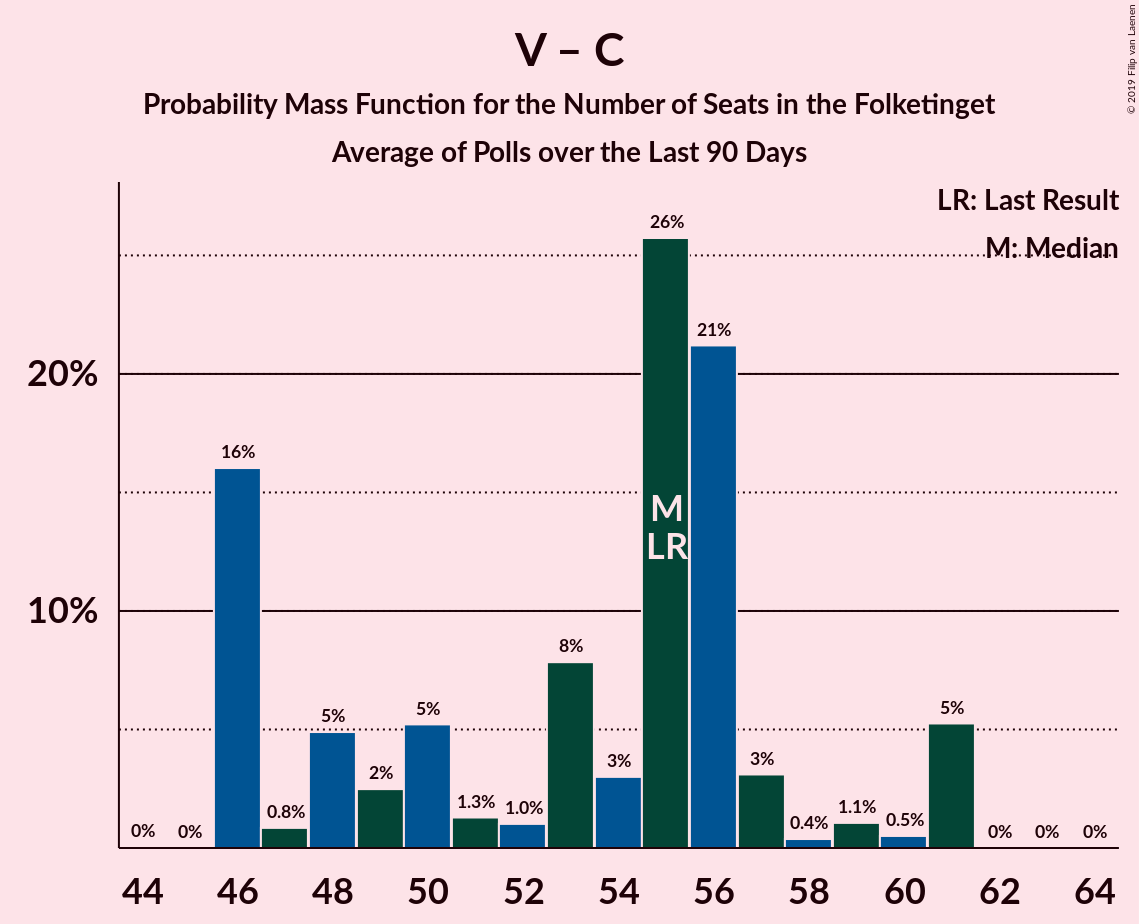 V – C
Probability Mass Function for the Number of Seats in the Folketinget
Average of Polls over the Last 90 Days
© 2019 Filip van Laenen
LR: Last Result
M: Median
26%
21%
20%
16%
M
LR
10%
8%
5%
5%
5%
3%
3%
2%
1.3%
1.0%
1.1%
0.8%
0.4%
0.5%
0%
0%
0%
0%
0%
44 46 48 50 52 54 56 58 60 62 64